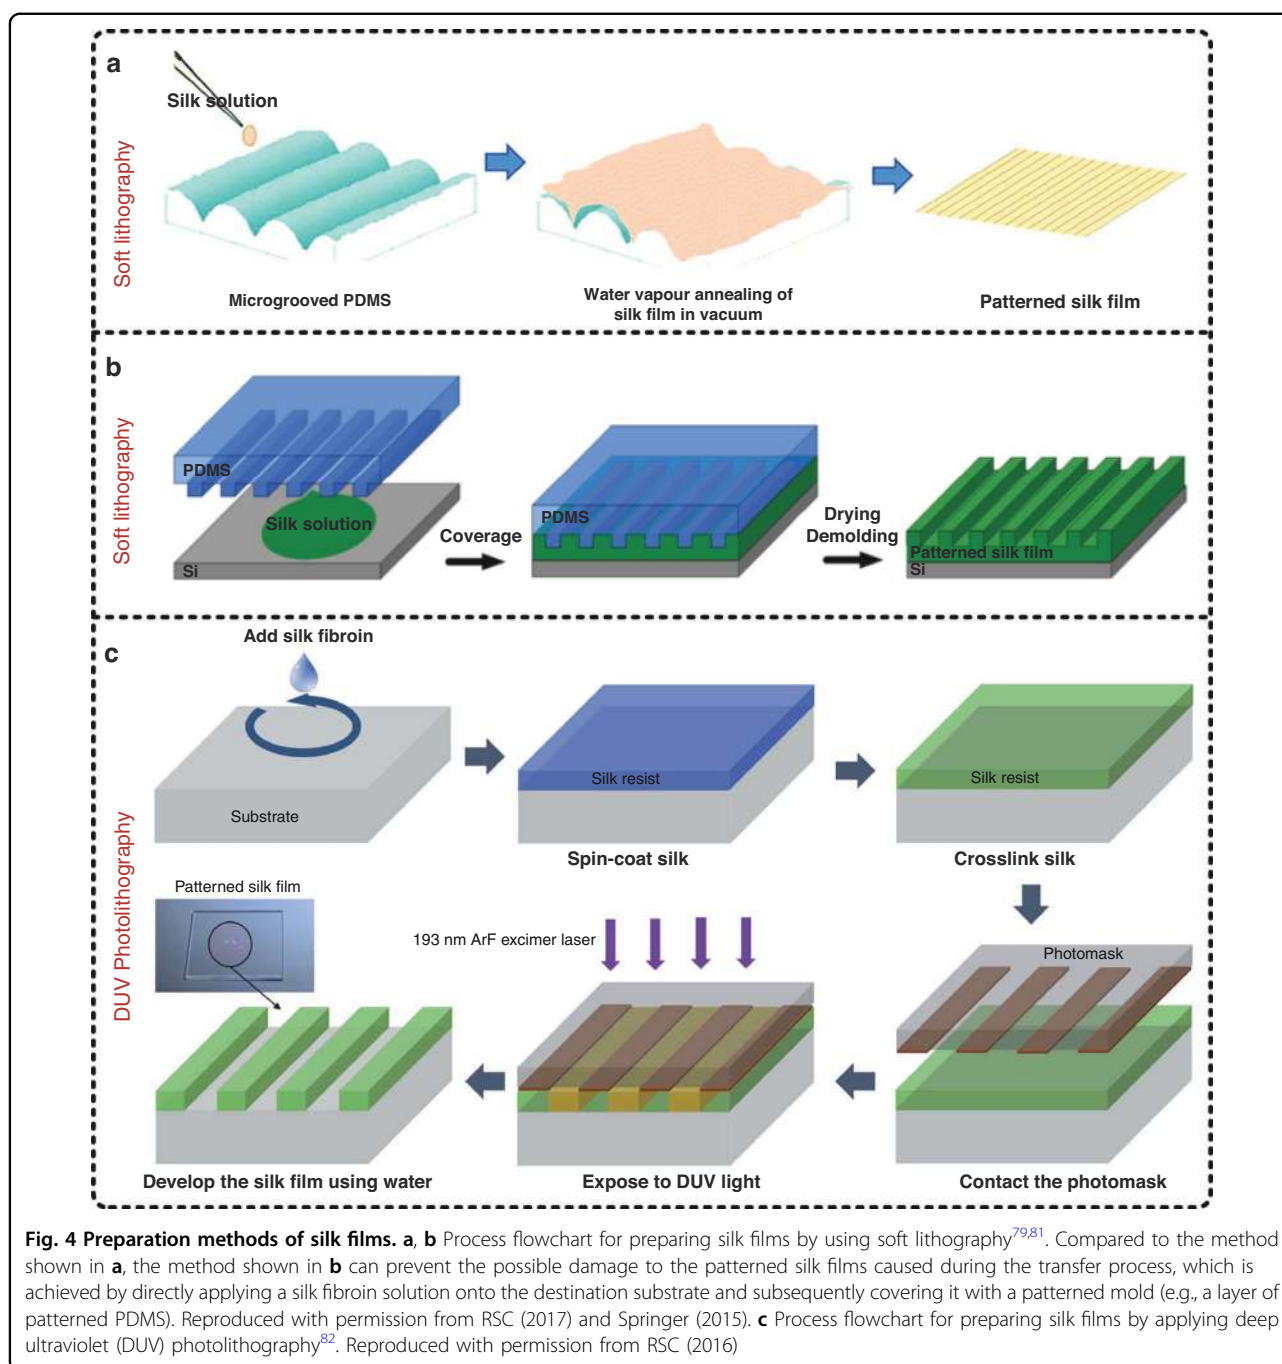 a
Soft lithography
Silk solution
Microgrooved PDMS
Water vapour annealing of
silk film in vacuum
Patterned silk film
b
Soft lithography
PDMS
Silk solution
Si
Coverage
PDMS
Drying
Demolding
Patterned silk film
Si
c
DUV Photolithography
Add silk fibroin
Substrate
Silk resist
Spin-coat silk
Silk resist
Crosslink silk
Patterned silk film
193 nm ArF excimer laser
Photomask
Develop the silk film using water
Expose to DUV light
Contact the photomask
Fig. 4 Preparation methods of silk films. a, b Process flowchart for preparing silk films by using soft lithography79,81. Compared to the method
shown in a, the method shown in b can prevent the possible damage to the patterned silk films caused during the transfer process, which is
achieved by directly applying a silk fibroin solution onto the destination substrate and subsequently covering it with a patterned mold (e.g., a layer of
patterned PDMS). Reproduced with permission from RSC (2017) and Springer (2015). c Process flowchart for preparing silk films by applying deep
ultraviolet (DUV) photolithography82. Reproduced with permission from RSC (2016)